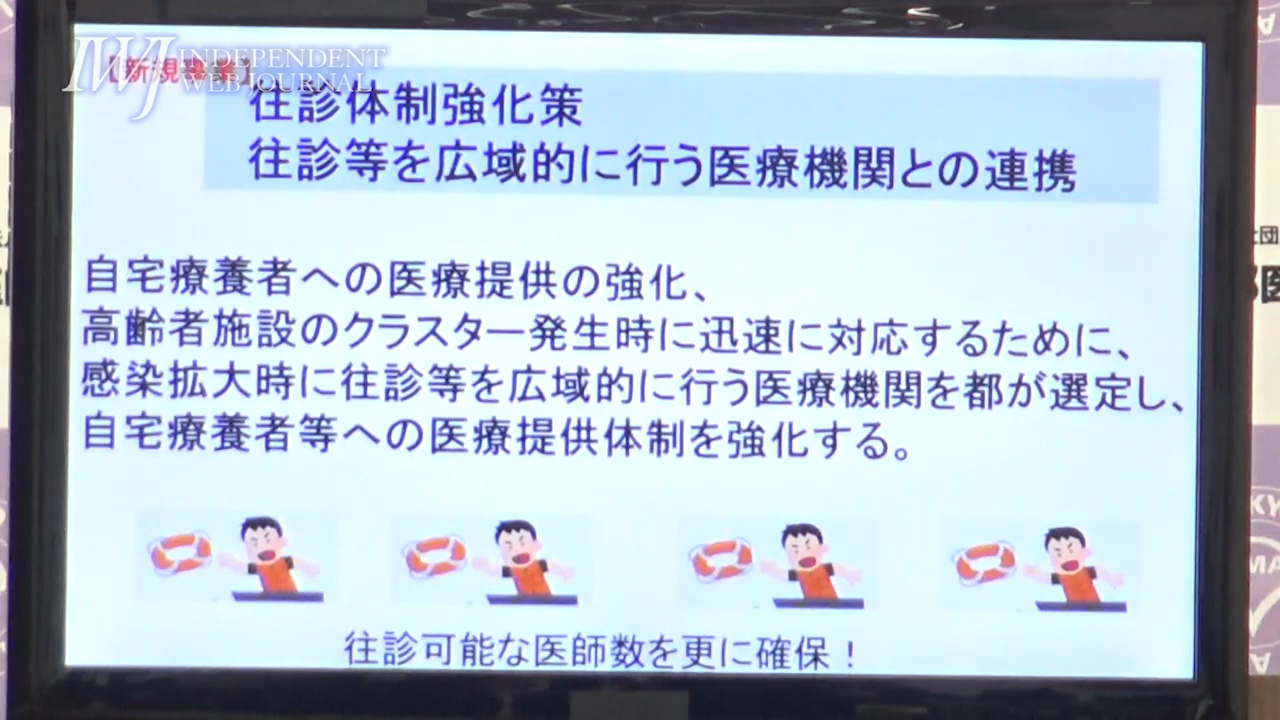 IWJ INDEPENDENT
WEB JOURNAL
【新規事業】
往診体制強化策
往診等を広域的に行う医療機関との連携
自宅療養者への医療提供の強化、
高齢者施設のクラスター発生時に迅速に対応するために、
感染拡大時に往診等を広域的に行う医療機関を都が選定し、
自宅療養者等への医療提供体制を強化する。
往診可能な医師数を更に確保！